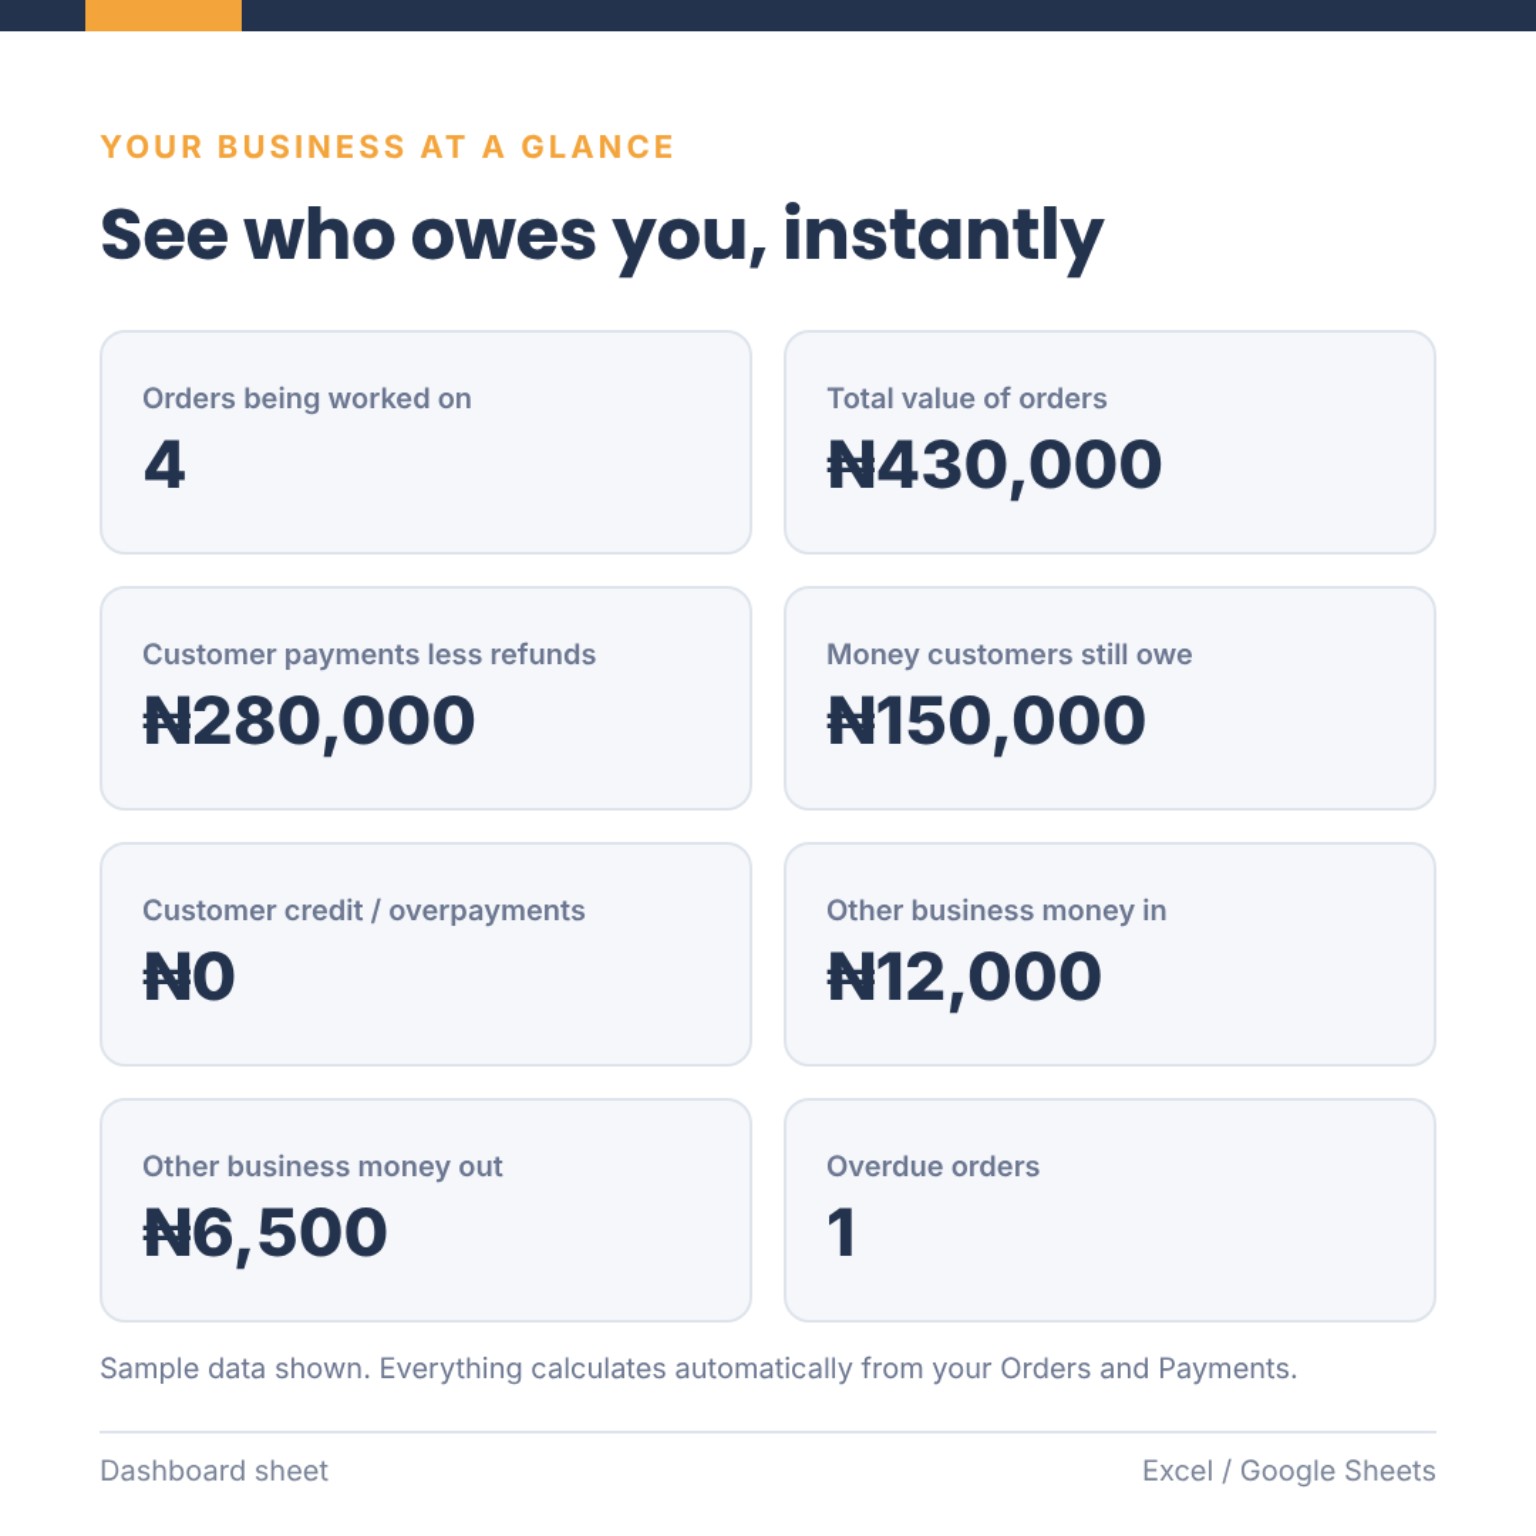 YOUR BUSINESS AT A GLANCE
See who owes you, instantly
Orders being worked on
4
Total value of orders
₦430,000
Customer payments less refunds
₦280,000
Money customers still owe
₦150,000
Customer credit / overpayments
₦0
Other business money in
₦12,000
Other business money out
₦6,500
Overdue orders
1
Sample data shown. Everything calculates automatically from your Orders and Payments.
Dashboard sheet
Excel / Google Sheets